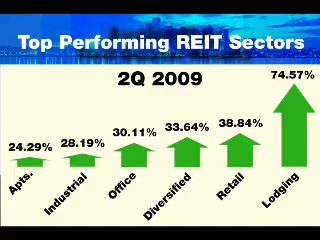 Top Performing REIT Sectors
2Q 2009
24.29%
28.19%
30.11%
33.64%
38.84%
74.57%
Apts.
Industrial
Office
Diversified
Retail
Lodging